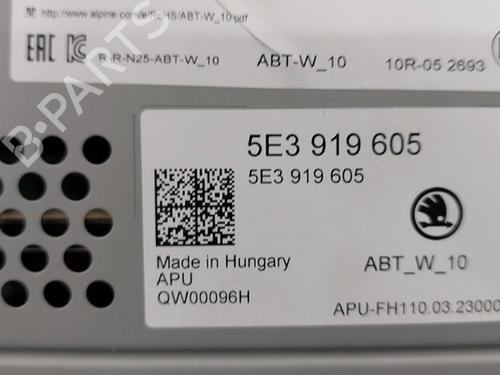 http://www.alpine.com/e/RoHS/ABT-W_10.pdf
EAC R-R-N25-ABT-W_10 ABT-W_10 10R-05 2693
B-PARTS
5E3 919 605
5E3 919 605
Made in Hungary
APU
QW00096H
ABT_W_10
APU-FH110.03.23000